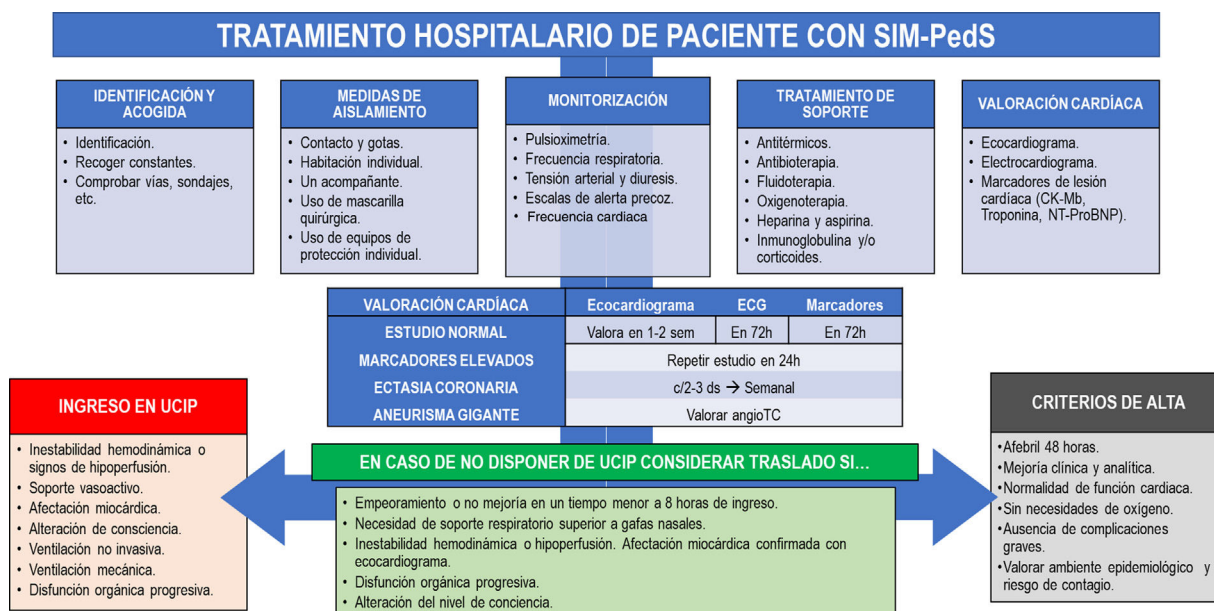 TRATAMIENTO HOSPITALARIO DE PACIENTE CON SIM-PedS
IDENTIFICACIÓN Y
ACOGIDA
• Identificación.
• Recoger constantes.
• Comprobar vías, sondajes,
etc.
MEDIDAS DE
AISLAMIENTO
• Contacto y gotas.
• Habitación individual.
• Un acompañante.
• Uso de mascarilla
quirúrgica.
• Uso de equipos de
protección individual.
MONITORIZACIÓN
• Pulsioximetría.
• Frecuencia respiratoria.
• Tensión arterial y diuresis.
• Escalas de alerta precoz.
• Frecuencia cardiaca
TRATAMIENTO DE
SOPORTE
• Antitérmicos.
• Antibioterapia.
• Fluidoterapia.
• Oxigenoterapia.
• Heparina y aspirina.
• Inmunoglobulina y/o
corticoides.
VALORACIÓN CARDÍACA
• Ecocardiograma.
• Electrocardiograma.
• Marcadores de lesión
cardíaca (CK-Mb,
Troponina, NT-ProBNP).
VALORACIÓN CARDÍACA Ecocardiograma ECG Marcadores
ESTUDIO NORMAL Valora en 1-2 sem En 72h En 72h
MARCADORES ELEVADOS Repetir estudio en 24h
ECTASIA CORONARIA c/2-3 ds → Semanal
ANEURISMA GIGANTE Valorar angioTC
INGRESO EN UCIP
• Inestabilidad hemodinámica o
signos de hipoperfusión.
• Soporte vasoactivo.
• Afectación miocárdica.
• Alteración de consciencia.
• Ventilación no invasiva.
• Ventilación mecánica.
• Disfunción orgánica progresiva.
EN CASO DE NO DISPONER DE UCIP CONSIDERAR TRASLADO SI...
• Empeoramiento o no mejoría en un tiempo menor a 8 horas de ingreso.
• Necesidad de soporte respiratorio superior a gafas nasales.
• Inestabilidad hemodinámica o hipoperfusión. Afectación miocárdica confirmada con
ecocardiograma.
• Disfunción orgánica progresiva.
• Alteración del nivel de conciencia.
CRITERIOS DE ALTA
• Afebril 48 horas.
• Mejoría clínica y analítica.
• Normalidad de función cardiaca.
• Sin necesidades de oxígeno.
• Ausencia de complicaciones
graves.
• Valorar ambiente epidemiológico y
riesgo de contagio.